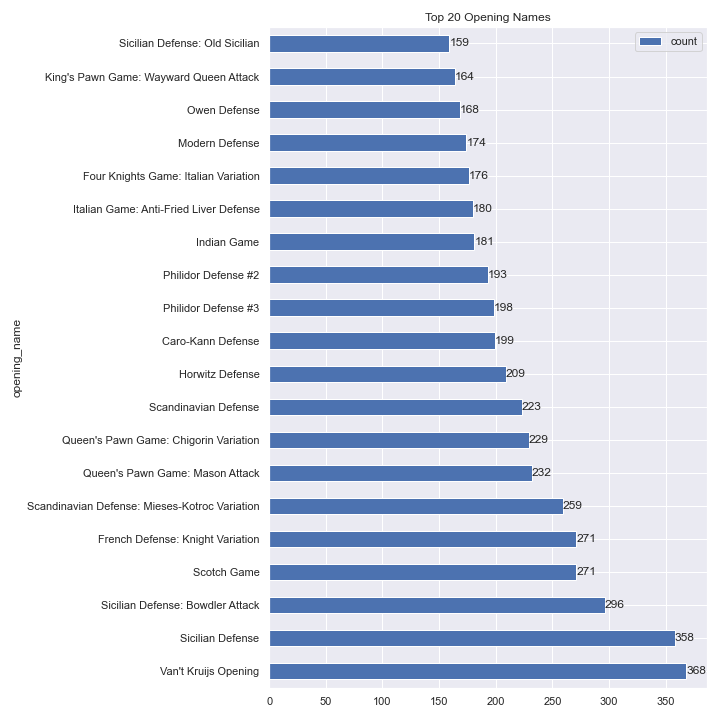 Top 20 Opening Names
count
Sicilian Defense: Old Sicilian 159
King's Pawn Game: Wayward Queen Attack 164
Owen Defense 168
Modern Defense 174
Four Knights Game: Italian Variation 176
Italian Game: Anti-Fried Liver Defense 180
Indian Game 181
Philidor Defense #2 193
Philidor Defense #3 198
Caro-Kann Defense 199
Horwitz Defense 209
Scandinavian Defense 223
Queen's Pawn Game: Chigorin Variation 229
Queen's Pawn Game: Mason Attack 232
Scandinavian Defense: Mieses-Kotroc Variation 259
French Defense: Knight Variation 271
Scotch Game 271
Sicilian Defense: Bowdler Attack 296
Sicilian Defense 358
Van't Kruijs Opening 368
opening_name
0 50 100 150 200 250 300 350